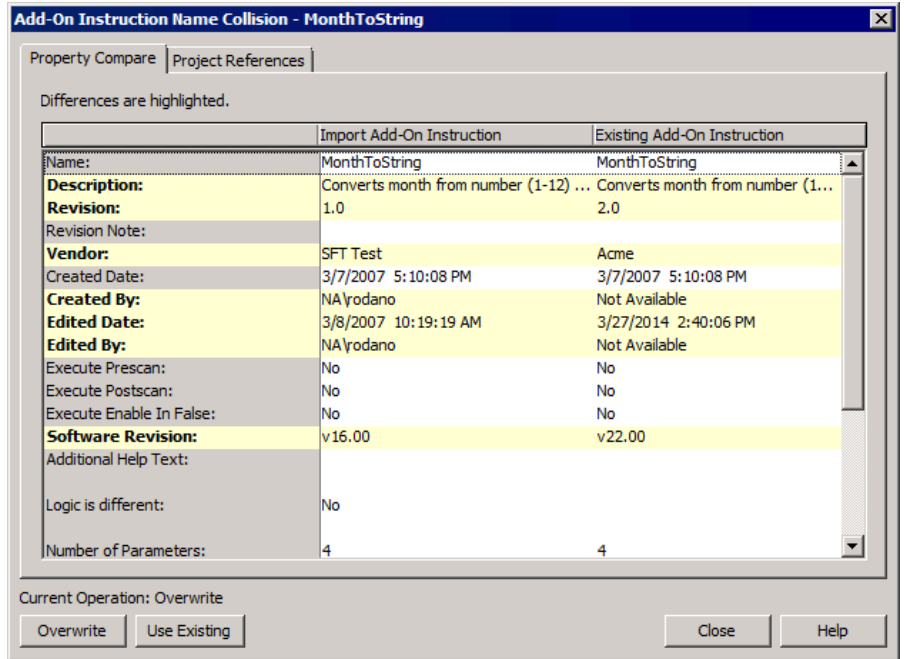 Add-On Instruction Name Collision - MonthToString
Property Compare Project References
Differences are highlighted.
Import Add-On Instruction Existing Add-On Instruction
Name: MonthToString MonthToString
Description: Converts month from number (1-12) ... Converts month from number (1...
Revision: 1.0 2.0
Revision Note:
Vendor: SFT Test Acme
Created Date: 3/7/2007 5:10:08 PM 3/7/2007 5:10:08 PM
Created By: NA\rodano Not Available
Edited Date: 3/8/2007 10:19:19 AM 3/27/2014 2:40:06 PM
Edited By: NA\rodano Not Available
Execute Prescan: No No
Execute Postscan: No No
Execute Enable In False: No No
Software Revision: v16.00 v22.00
Additional Help Text:
Logic is different: No
Number of Parameters: 4 4
Current Operation: Overwrite
Overwrite Use Existing Close Help